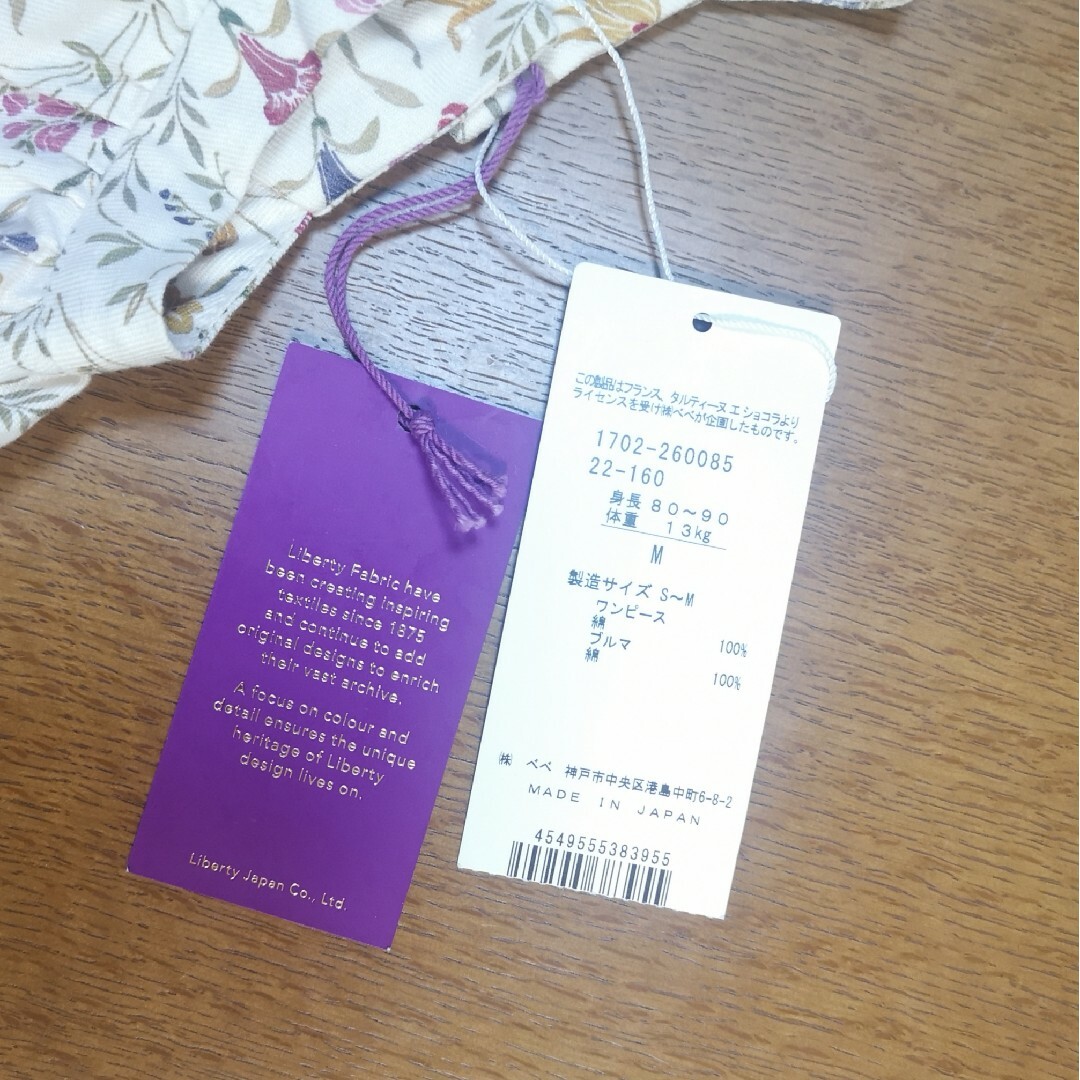 Liberty Fabric have
been creating inspiring
textiles since 1875
and continue to add
original designs to enrich
their vast archive.
A focus on colour and
detail ensures the unique
heritage of Liberty
design lives on.
Liberty Japan Co., Ltd.
この製品はフランス、タルティーヌ エ ショコラより
ライセンスを受け㈱べべが企画したものです。
1702-260085
22-160
身長 80~90
体重 13kg
M
製造サイズ S~M
ワンピース
綿 100%
ブルマ
綿 100%
㈱ べべ 神戸市中央区港島中町6-8-2
MADE IN JAPAN
4549555383955